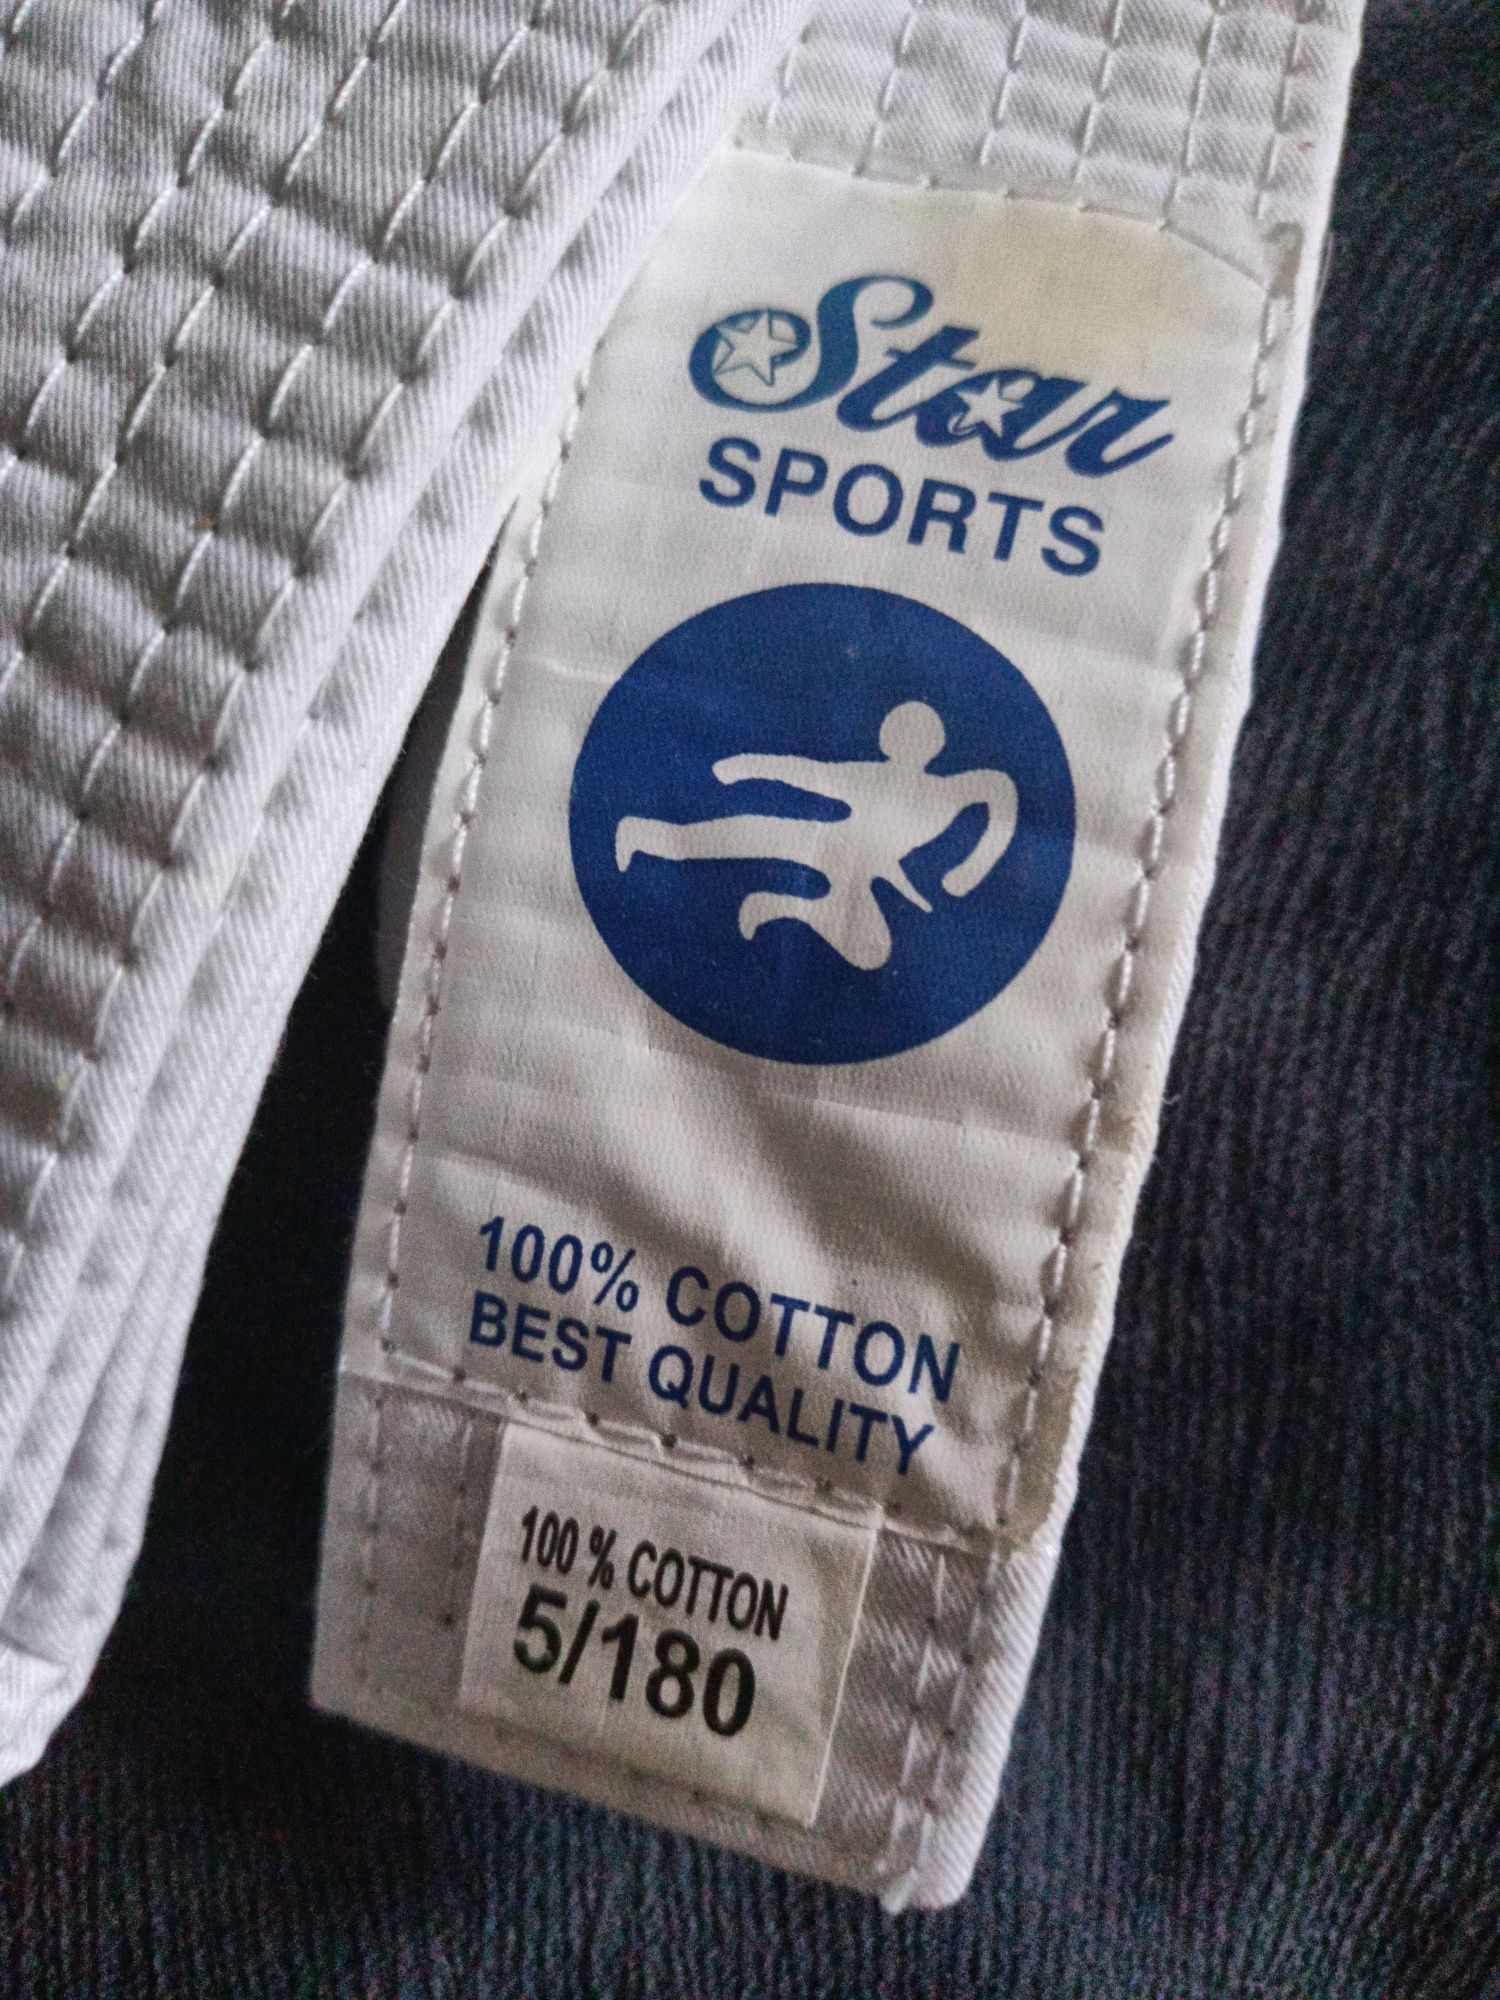 Star
SPORTS
100% COTTON
BEST QUALITY
100 % COTTON
5/180